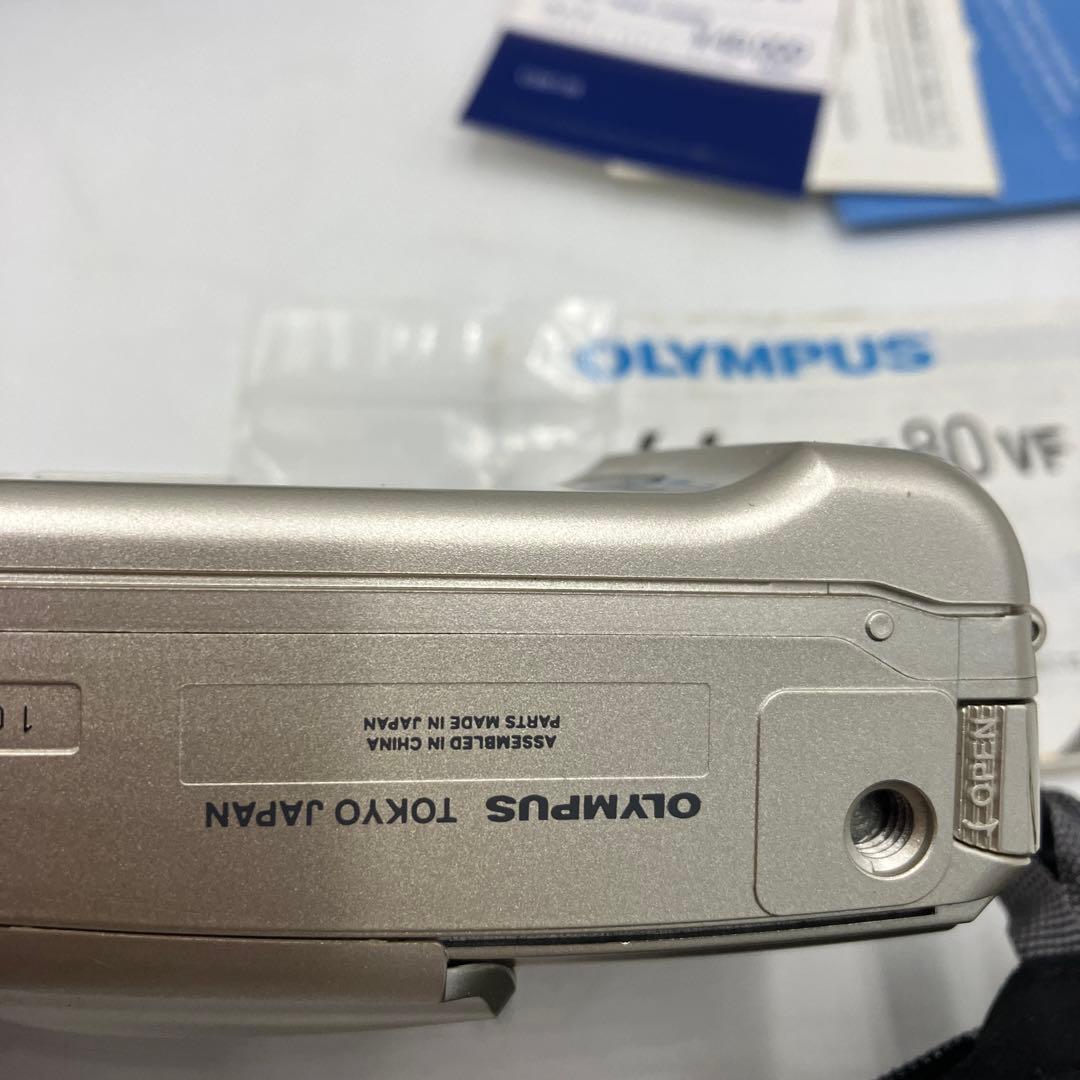 OLYMPUS
80 VF
OLYMPUS TOKYO JAPAN
ASSEMBLED IN CHINA
PARTS MADE IN JAPAN
OPEN